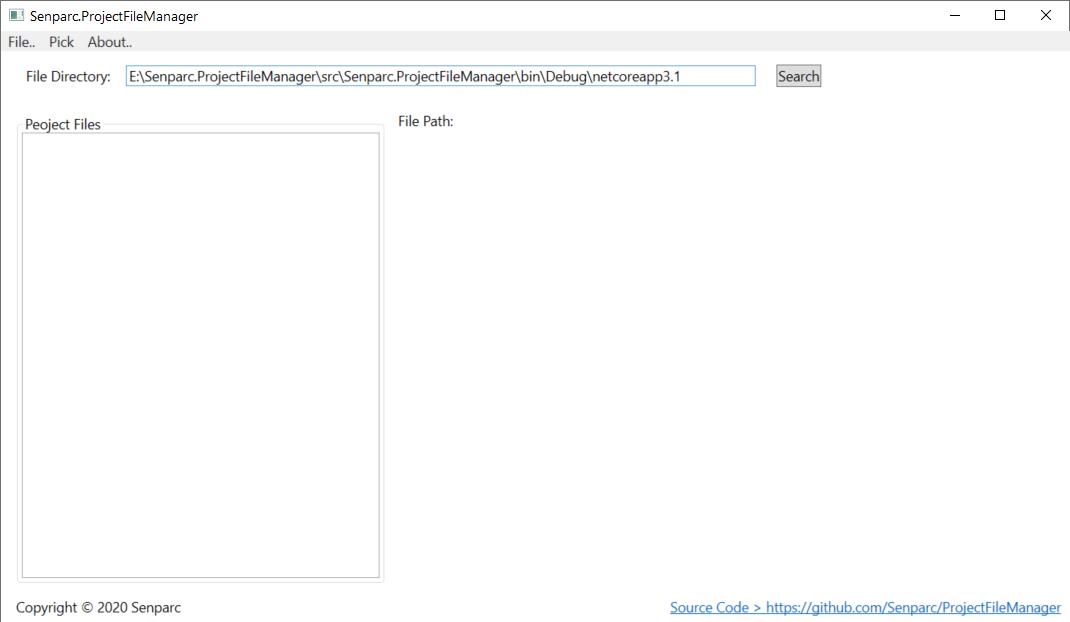 Senparc.ProjectFileManager
File.. Pick About..
File Directory: E:\Senparc.ProjectFileManager\src\Senparc.ProjectFileManager\bin\Debug\netcoreapp3.1 Search
Peoject Files
File Path:
Copyright © 2020 Senparc
Source Code > https://github.com/Senparc/ProjectFileManager